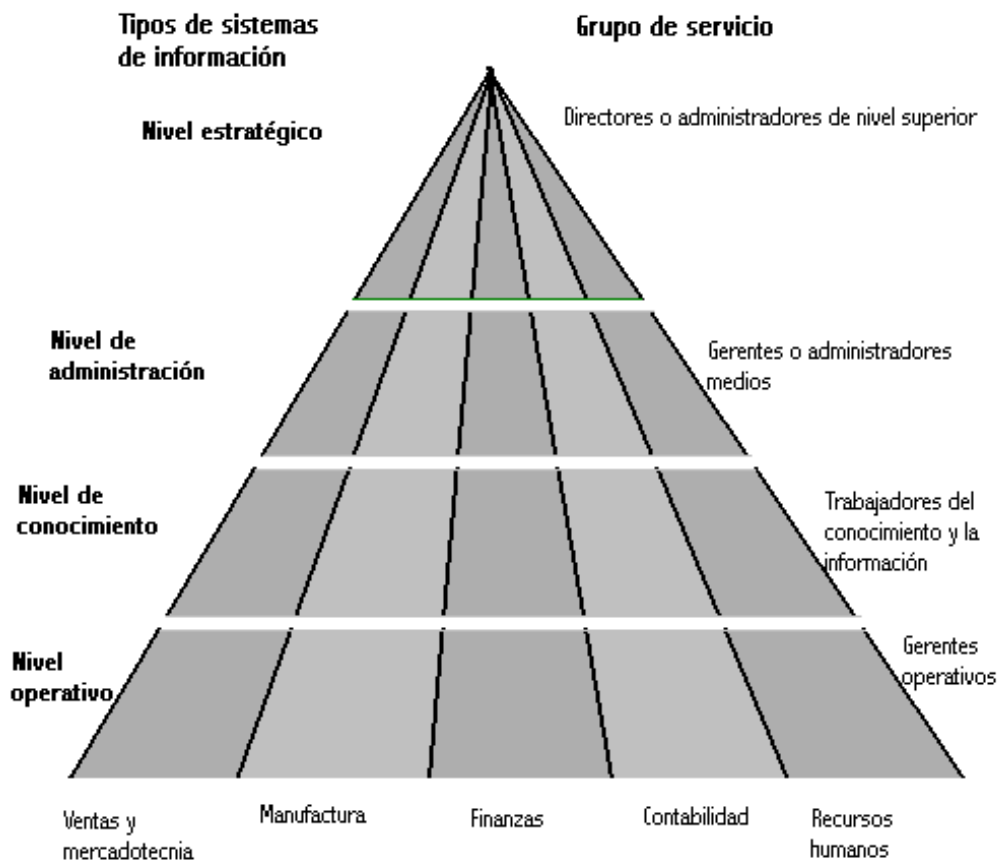 Tipos de sistemas
de información
Grupo de servicio
Nivel estratégico
Directores o administradores de nivel superior
Nivel de
administración
Gerentes o administradores
medios
Nivel de
conocimiento
Trabajadores del
conocimiento y la
información
Nivel
operativo
Gerentes
operativos
Ventas y
mercadotecnia
Manufactura
Finanzas
Contabilidad
Recursos
humanos